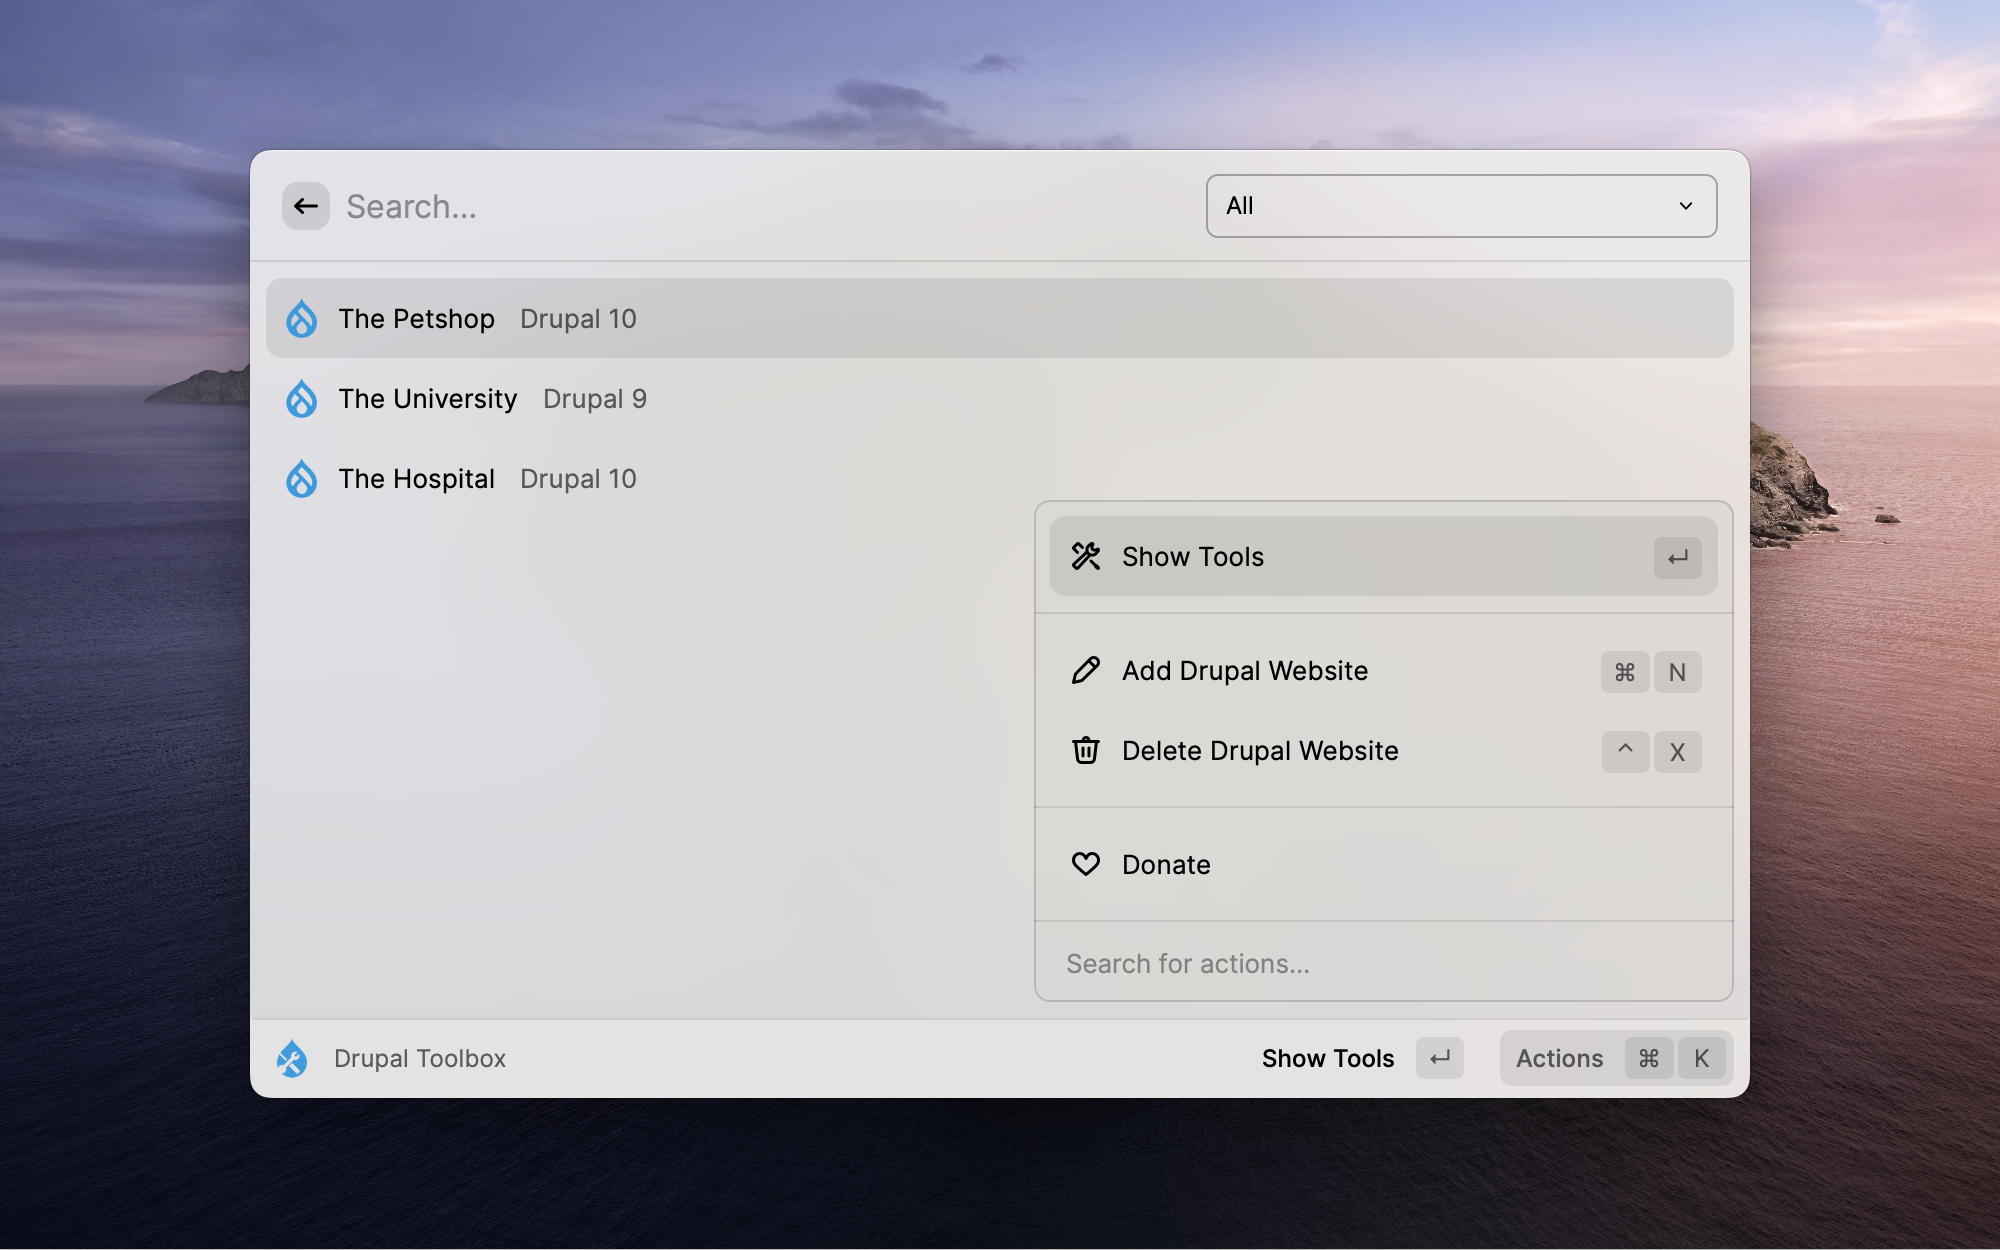 Search...
All
The Petshop Drupal 10
The University Drupal 9
The Hospital Drupal 10
Show Tools ↵
Add Drupal Website ⌘ N
Delete Drupal Website ^ X
Donate
Search for actions...
Drupal Toolbox
Show Tools ↵
Actions ⌘ K